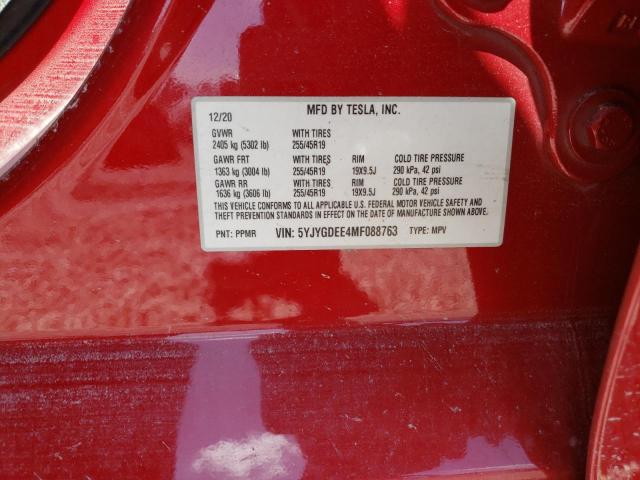 12/20 MFD BY TESLA, INC.
GVWR WITH TIRES
2405 kg (5302 lb) 255/45R19
GAWR FRT WITH TIRES RIM COLD TIRE PRESSURE
1363 kg (3004 lb) 255/45R19 19X9.5J 290 kPa, 42 psi
GAWR RR WITH TIRES RIM COLD TIRE PRESSURE
1636 kg (3606 lb) 255/45R19 19X9.5J 290 kPa, 42 psi
THIS VEHICLE CONFORMS TO ALL APPLICABLE U.S. FEDERAL MOTOR VEHICLE SAFETY AND
THEFT PREVENTION STANDARDS IN EFFECT ON THE DATE OF MANUFACTURE SHOWN ABOVE.
PNT: PPMR VIN: 5YJYGDEE4MF088763 TYPE: MPV